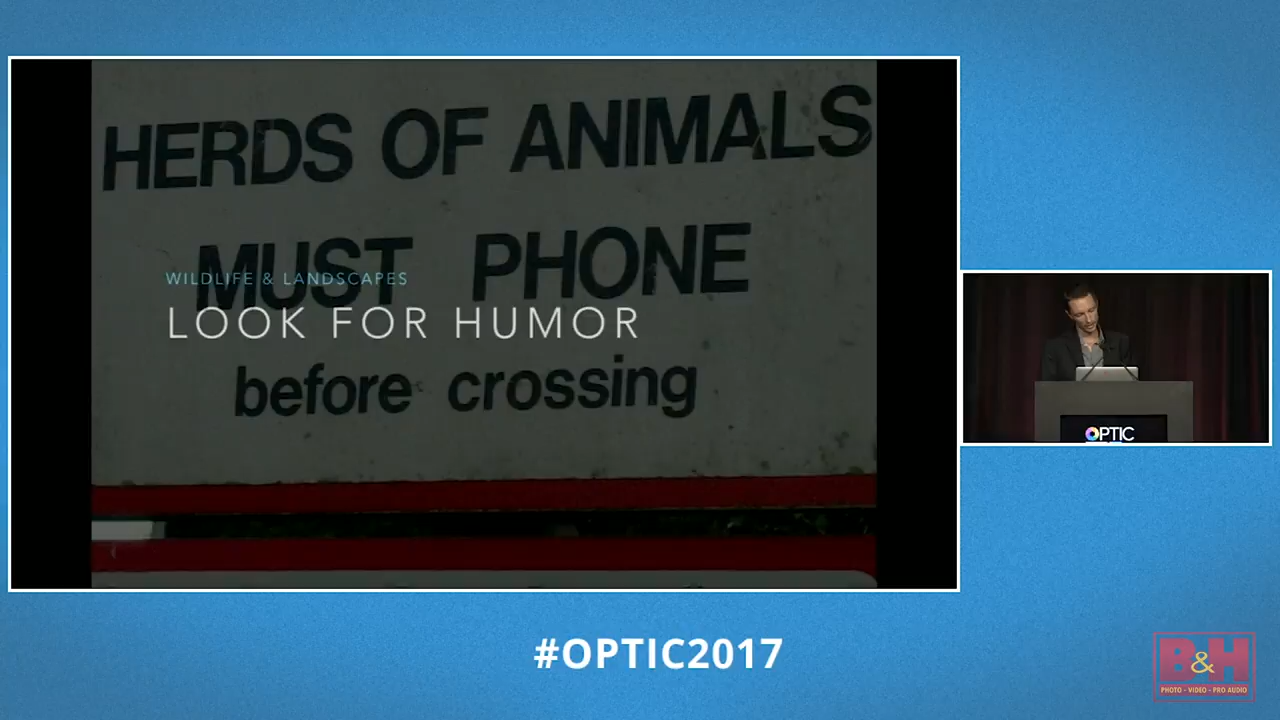 HERDS OF ANIMALS
MUST PHONE
WILDLIFE & LANDSCAPES
LOOK FOR HUMOR
before crossing
OPTIC
#OPTIC2017
B&H
PHOTO - VIDEO - PRO AUDIO